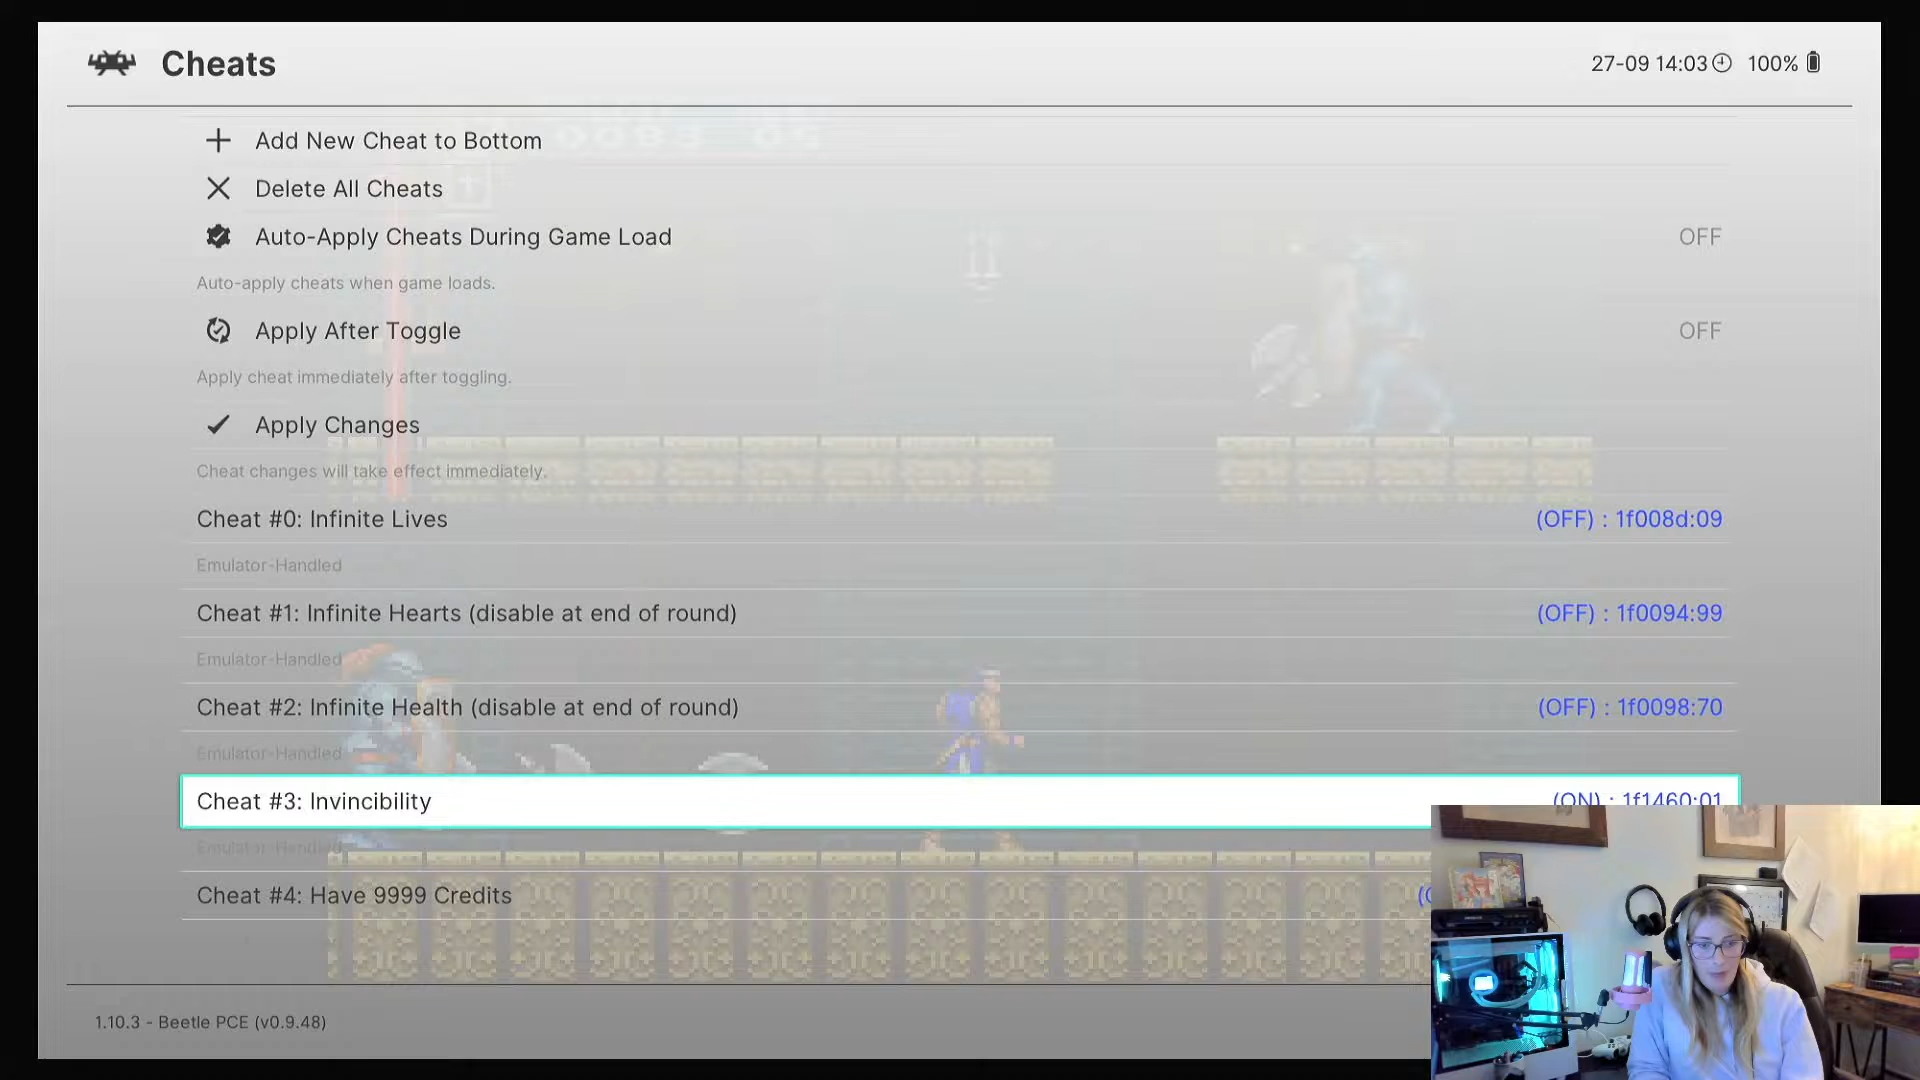 Cheats
27-09 14:03 100%
Add New Cheat to Bottom
Delete All Cheats
Auto-Apply Cheats During Game Load OFF
Auto-apply cheats when game loads.
Apply After Toggle OFF
Apply cheat immediately after toggling.
Apply Changes
Cheat changes will take effect immediately.
Cheat #0: Infinite Lives (OFF) : 1f008d:09
Emulator-Handled
Cheat #1: Infinite Hearts (disable at end of round) (OFF) : 1f0094:99
Emulator-Handled
Cheat #2: Infinite Health (disable at end of round) (OFF) : 1f0098:70
Emulator-Handled
Cheat #3: Invincibility (ON) : 1f1460:01
Emulator-Handled
Cheat #4: Have 9999 Credits
1.10.3 - Beetle PCE (v0.9.48)